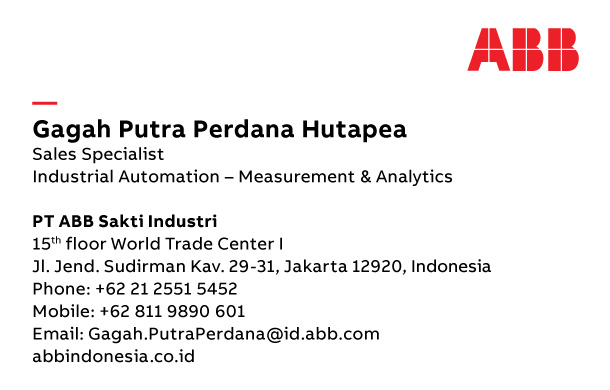 ABB
Gagah Putra Perdana Hutapea
Sales Specialist
Industrial Automation – Measurement & Analytics
PT ABB Sakti Industri
15th floor World Trade Center I
Jl. Jend. Sudirman Kav. 29-31, Jakarta 12920, Indonesia
Phone: +62 21 2551 5452
Mobile: +62 811 9890 601
Email: Gagah.PutraPerdana@id.abb.com
abbindonesia.co.id